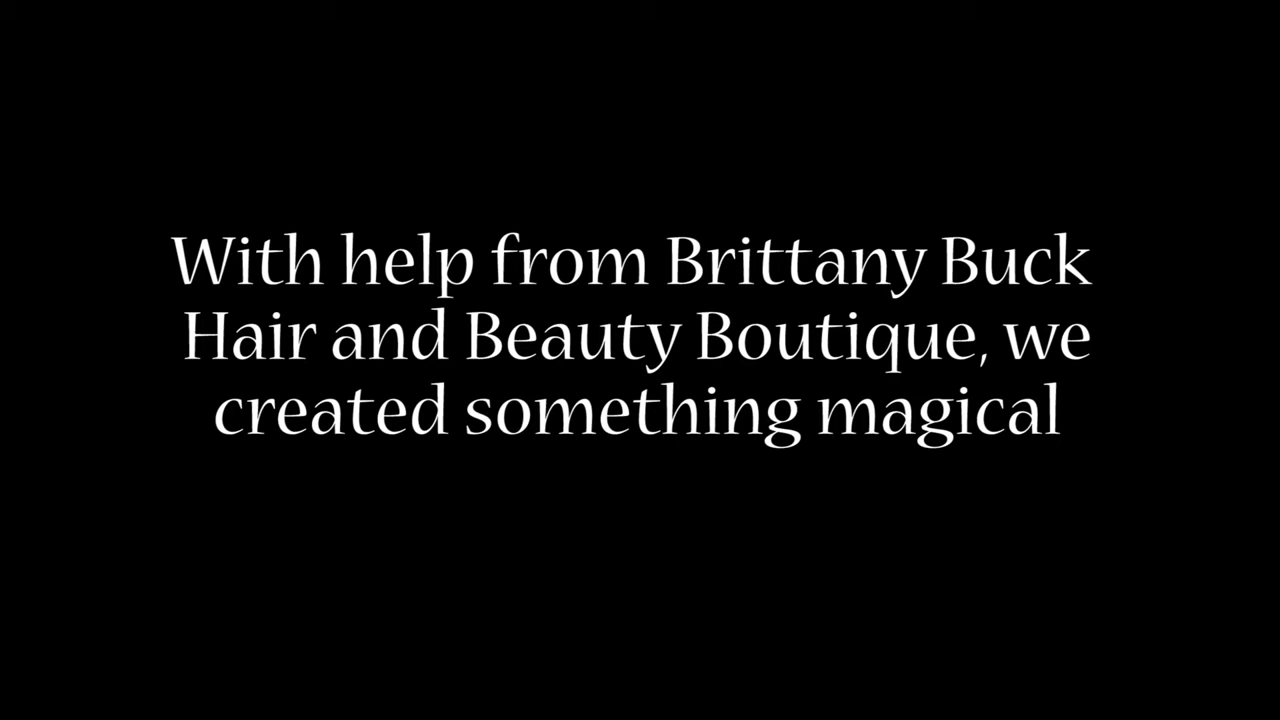 With help from Brittany Buck
Hair and Beauty Boutique, we
created something magical